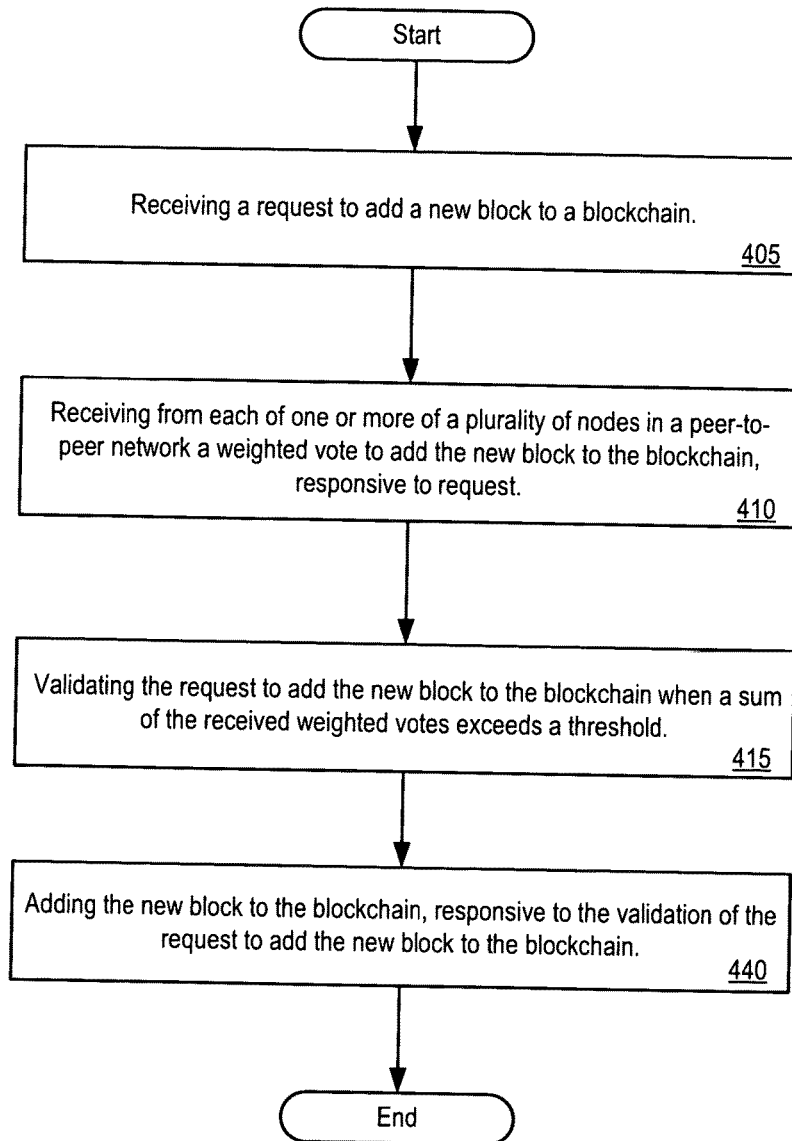 Start
Receiving a request to add a new block to a blockchain.
405
Receiving from each of one or more of a plurality of nodes in a peer-to-
peer network a weighted vote to add the new block to the blockchain,
responsive to request.
410
Validating the request to add the new block to the blockchain when a sum
of the received weighted votes exceeds a threshold.
415
Adding the new block to the blockchain, responsive to the validation of the
request to add the new block to the blockchain.
440
End